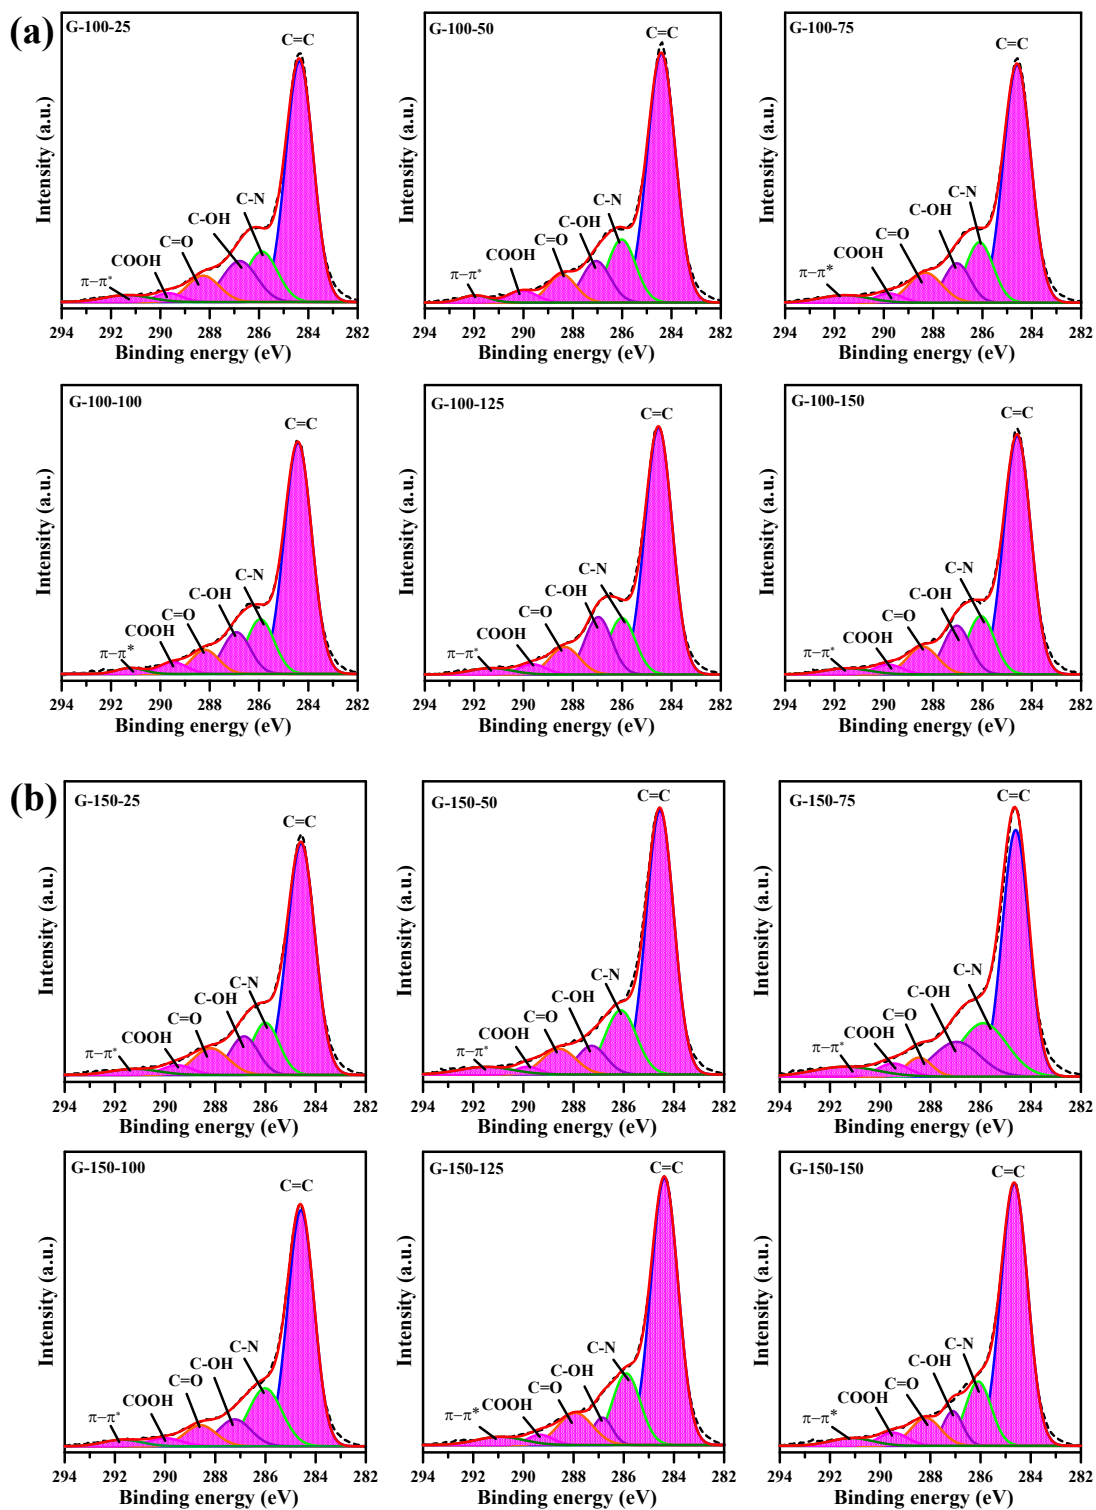 (a)
G-100-25
C=C
C-N
C-OH
C=O
COOH
π−π*
Intensity (a.u.)
294 292 290 288 286 284 282
Binding energy (eV)
G-100-50
C=C
C-N
C-OH
C=O
COOH
π−π*
Intensity (a.u.)
294 292 290 288 286 284 282
Binding energy (eV)
G-100-75
C=C
C-N
C-OH
C=O
COOH
π−π*
Intensity (a.u.)
294 292 290 288 286 284 282
Binding energy (eV)
G-100-100
C=C
C-N
C-OH
C=O
COOH
π−π*
Intensity (a.u.)
294 292 290 288 286 284 282
Binding energy (eV)
G-100-125
C=C
C-N
C-OH
C=O
COOH
π−π*
Intensity (a.u.)
294 292 290 288 286 284 282
Binding energy (eV)
G-100-150
C=C
C-N
C-OH
C=O
COOH
π−π*
Intensity (a.u.)
294 292 290 288 286 284 282
Binding energy (eV)
(b)
G-150-25
C=C
C-N
C-OH
C=O
COOH
π−π*
Intensity (a.u.)
294 292 290 288 286 284 282
Binding energy (eV)
G-150-50
C=C
C-N
C-OH
C=O
COOH
π−π*
Intensity (a.u.)
294 292 290 288 286 284 282
Binding energy (eV)
G-150-75
C=C
C-N
C-OH
C=O
COOH
π−π*
Intensity (a.u.)
294 292 290 288 286 284 282
Binding energy (eV)
G-150-100
C=C
C-N
C-OH
C=O
COOH
π−π*
Intensity (a.u.)
294 292 290 288 286 284 282
Binding energy (eV)
G-150-125
C=C
C-N
C-OH
C=O
COOH
π−π*
Intensity (a.u.)
294 292 290 288 286 284 282
Binding energy (eV)
G-150-150
C=C
C-N
C-OH
C=O
COOH
π−π*
Intensity (a.u.)
294 292 290 288 286 284 282
Binding energy (eV)